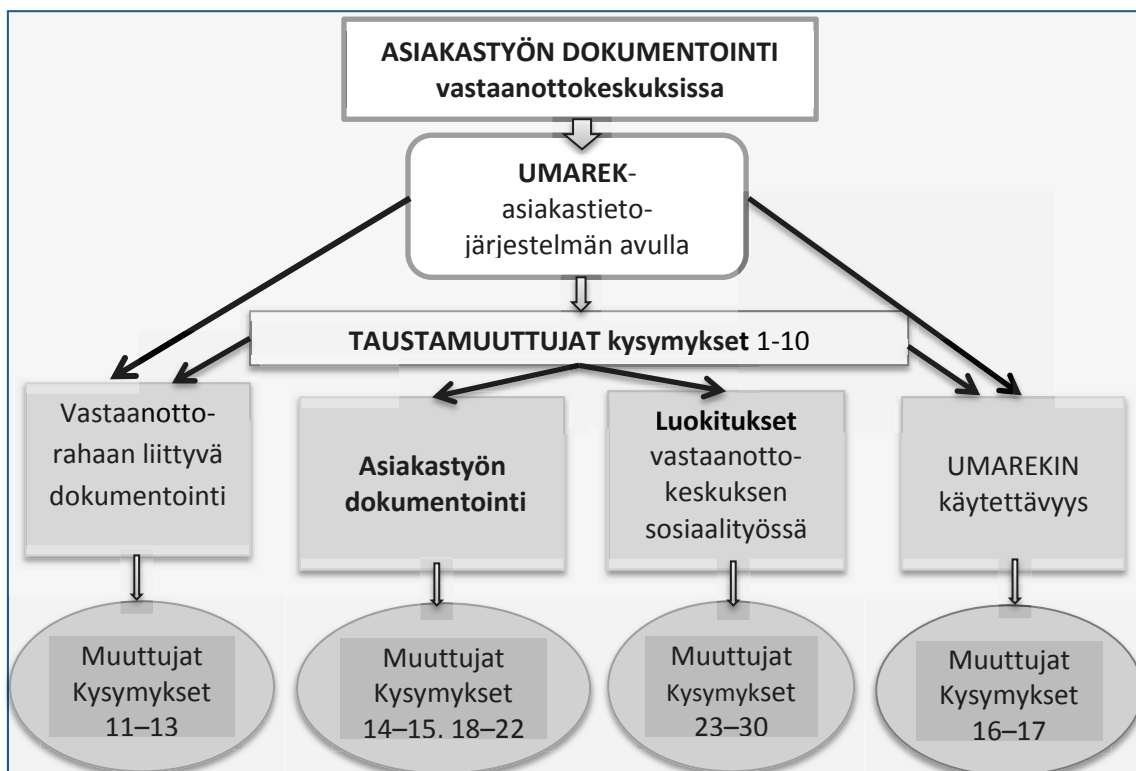 ASIAKASTYÖN DOKUMENTOINTI
vastaanottokeskuksissa
UMAREK-
asiakastieto-
järjestelmän avulla
TAUSTAMUUTTUJAT kysymykset 1-10
Vastaanotto-
rahaan liittyvä
dokumentointi
Asiakastyön
dokumentointi
Luokitukset
vastaanotto-
keskuksen
sosiaalityössä
UMAREKIN
käytettävyys
Muuttujat
Kysymykset
11–13
Muuttujat
Kysymykset
14–15, 18–22
Muuttujat
Kysymykset
23–30
Muuttujat
Kysymykset
16–17